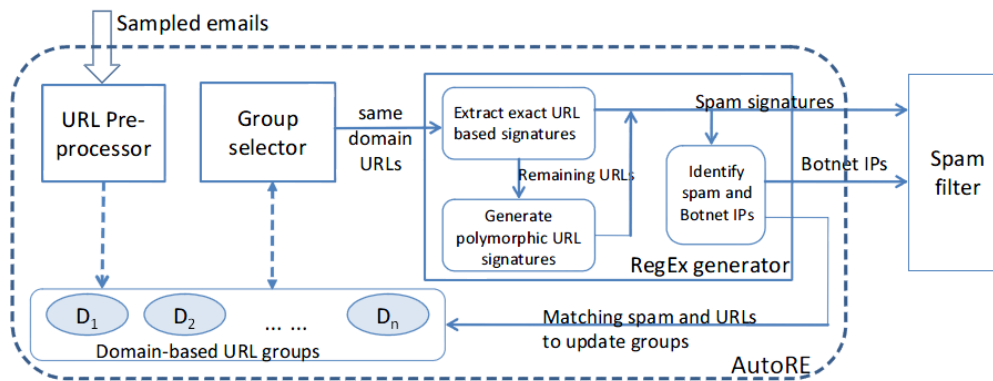 Sampled emails
URL Pre-
processor
Group
selector
same
domain
URLs
Extract exact URL
based signatures
Remaining URLs
Generate
polymorphic URL
signatures
Spam signatures
Identify
spam and
Botnet IPs
RegEx generator
Botnet IPs
Spam
filter
D1
D2
... ...
Dn
Domain-based URL groups
Matching spam and URLs
to update groups
AutoRE